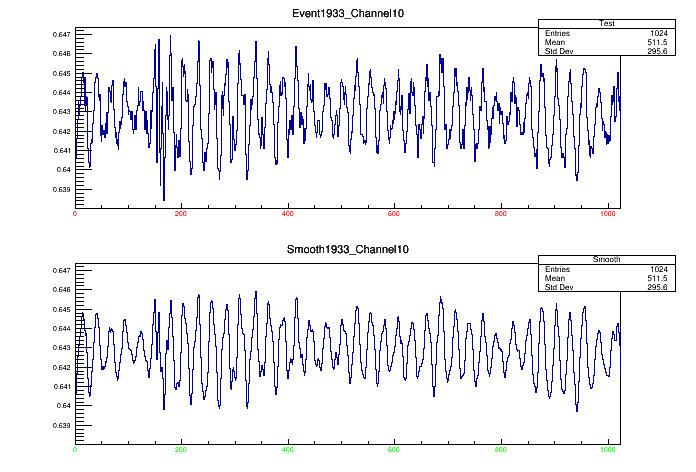 Event1933_Channel10
Test
Entries 1024
Mean 511.5
Std Dev 295.6
0.647
0.646
0.645
0.644
0.643
0.642
0.641
0.64
0.639
0 200 400 600 800 1000
Smooth1933_Channel10
Smooth
Entries 1024
Mean 511.5
Std Dev 295.6
0.647
0.646
0.645
0.644
0.643
0.642
0.641
0.64
0.639
0 200 400 600 800 1000